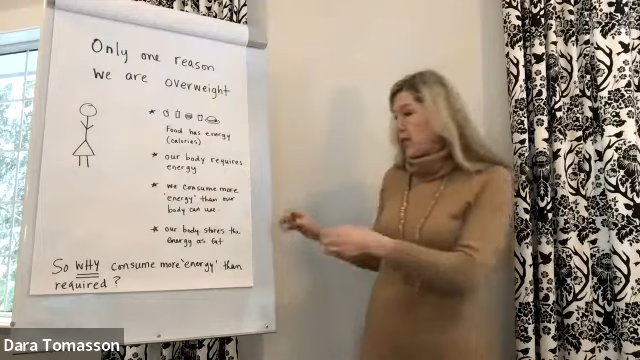 Only one reason
we are overweight
* Food has energy
(calories)
* our body requires
energy
* we consume more
'energy' than our
body can use.
* our body stores the
energy as fat
So WHY consume more 'energy' than
required?
Dara Tomasson